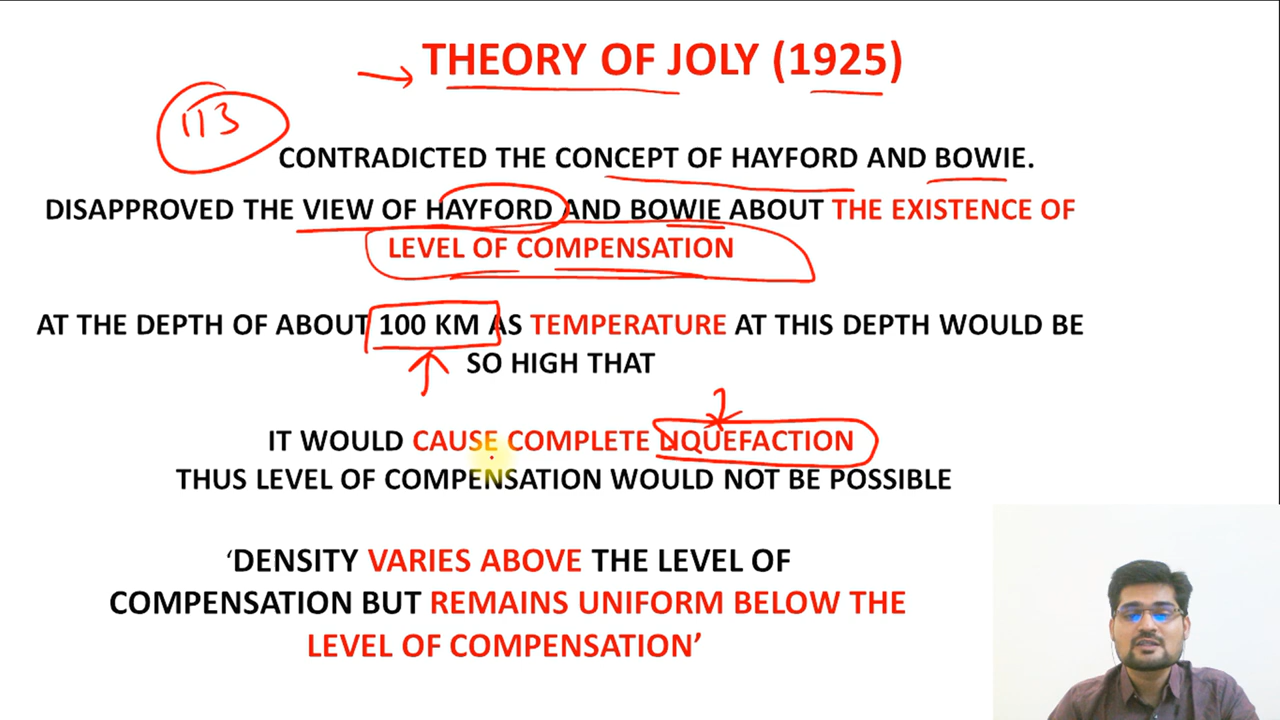 THEORY OF JOLY (1925)
113
CONTRADICTED THE CONCEPT OF HAYFORD AND BOWIE.
DISAPPROVED THE VIEW OF HAYFORD AND BOWIE ABOUT THE EXISTENCE OF
LEVEL OF COMPENSATION
AT THE DEPTH OF ABOUT 100 KM AS TEMPERATURE AT THIS DEPTH WOULD BE
SO HIGH THAT
IT WOULD CAUSE COMPLETE LIQUEFACTION
THUS LEVEL OF COMPENSATION WOULD NOT BE POSSIBLE
‘DENSITY VARIES ABOVE THE LEVEL OF
COMPENSATION BUT REMAINS UNIFORM BELOW THE
LEVEL OF COMPENSATION’